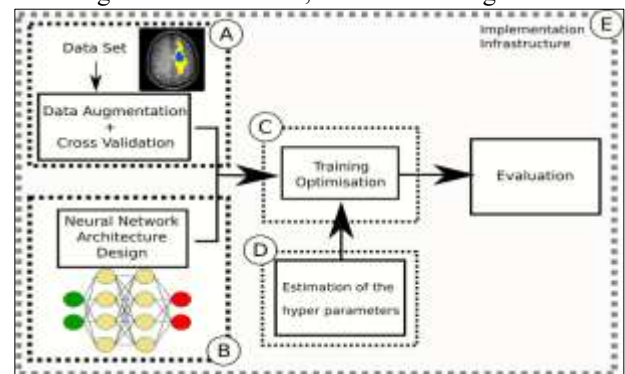 A
Data Set
Data Augmentation
+
Cross Validation
Neural Network
Architecture
Design
B
C
Training
Optimisation
D
Estimation of the
hyper parameters
Evaluation
Implementation
Infrastructure
E